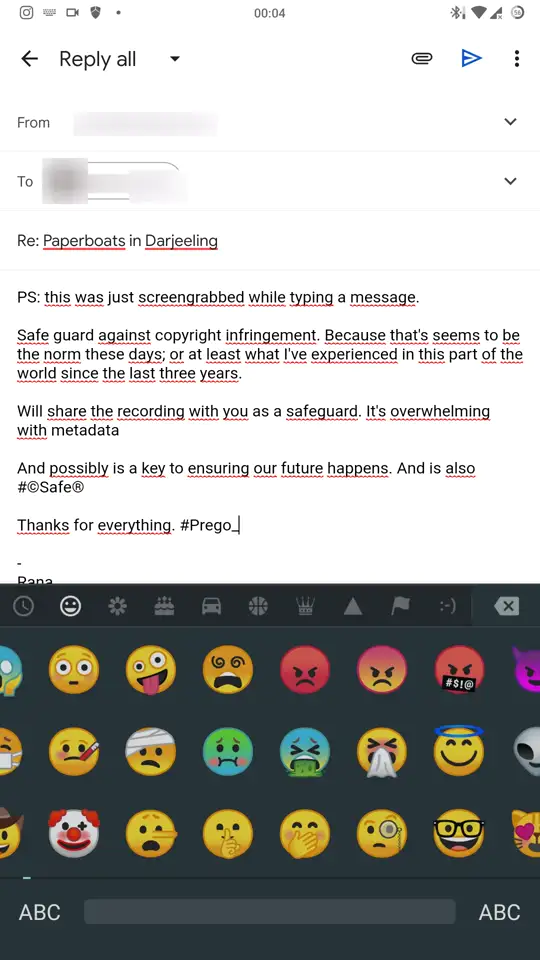 00:04
56
Reply all
From
To
Re: Paperboats in Darjeeling
PS: this was just screengrabbed while typing a message.
Safe guard against copyright infringement. Because that's seems to be
the norm these days; or at least what I've experienced in this part of the
world since the last three years.
Will share the recording with you as a safeguard. It's overwhelming
with metadata
And possibly is a key to ensuring our future happens. And is also
#©Safe®
Thanks for everything. #Prego_
-
Rana
:-)
#$!@
ABC
ABC